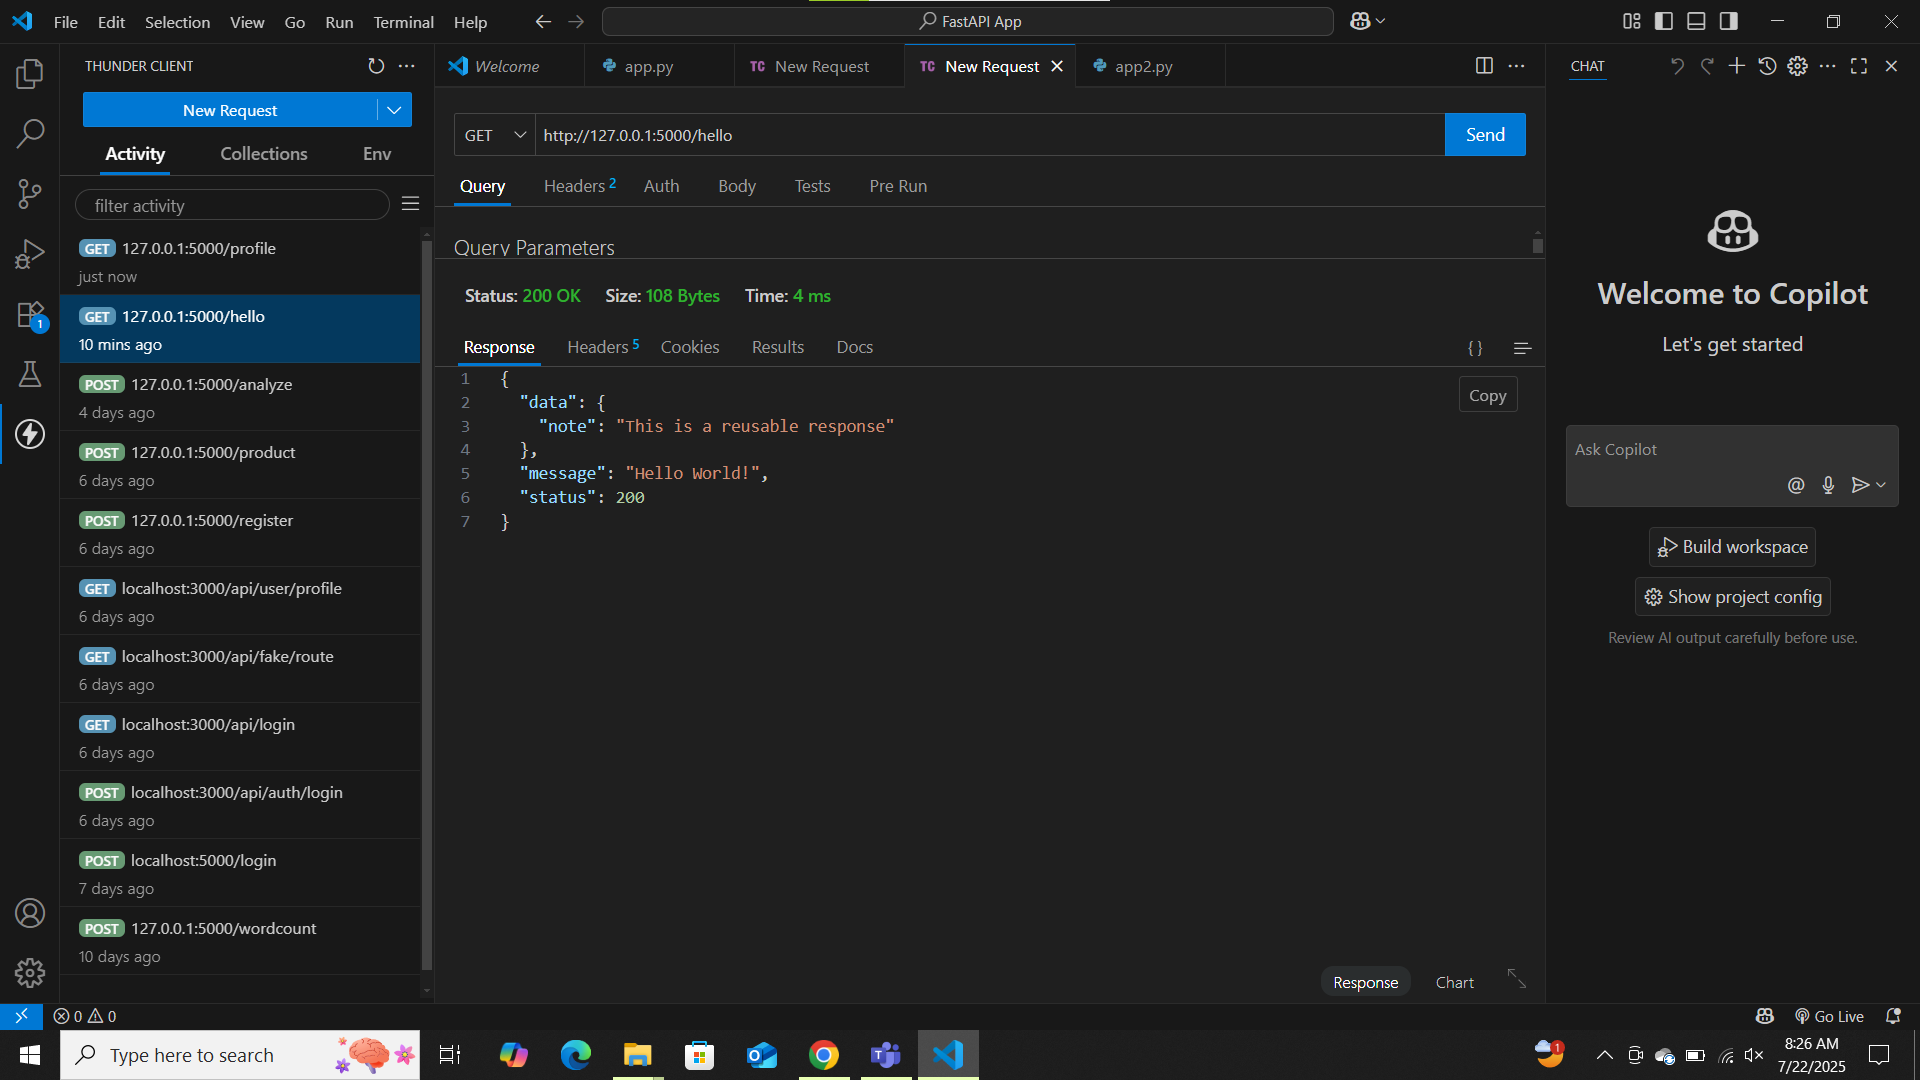 File Edit Selection View Go Run Terminal Help
FastAPI App
THUNDER CLIENT
New Request
Activity Collections Env
filter activity
GET 127.0.0.1:5000/profile
just now
GET 127.0.0.1:5000/hello
10 mins ago
POST 127.0.0.1:5000/analyze
4 days ago
POST 127.0.0.1:5000/product
6 days ago
POST 127.0.0.1:5000/register
6 days ago
GET localhost:3000/api/user/profile
6 days ago
GET localhost:3000/api/fake/route
6 days ago
GET localhost:3000/api/login
6 days ago
POST localhost:3000/api/auth/login
6 days ago
POST localhost:5000/login
7 days ago
POST 127.0.0.1:5000/wordcount
10 days ago
1
Welcome app.py TC New Request TC New Request app2.py
GET http://127.0.0.1:5000/hello Send
Query Headers 2 Auth Body Tests Pre Run
Query Parameters
Status: 200 OK Size: 108 Bytes Time: 4 ms
Response Headers 5 Cookies Results Docs {}
Copy
1 {
2 "data": {
3 "note": "This is a reusable response"
4 },
5 "message": "Hello World!",
6 "status": 200
7 }
Response Chart
CHAT
Welcome to Copilot
Let's get started
Ask Copilot
@
Build workspace
Show project config
Review AI output carefully before use.
0 0
Go Live
Type here to search
1
8:26 AM
7/22/2025